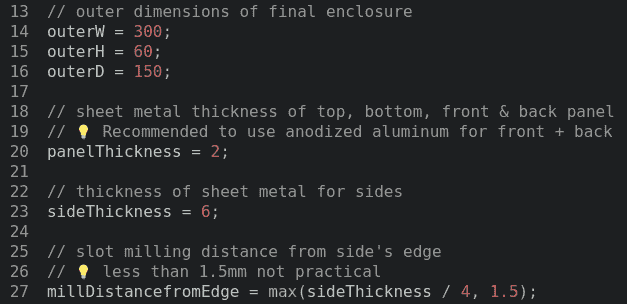 13 // outer dimensions of final enclosure
14 outerW = 300;
15 outerH = 60;
16 outerD = 150;
17
18 // sheet metal thickness of top, bottom, front & back panel
19 // 💡 Recommended to use anodized aluminum for front + back
20 panelThickness = 2;
21
22 // thickness of sheet metal for sides
23 sideThickness = 6;
24
25 // slot milling distance from side's edge
26 // 💡 less than 1.5mm not practical
27 millDistancefromEdge = max(sideThickness / 4, 1.5);